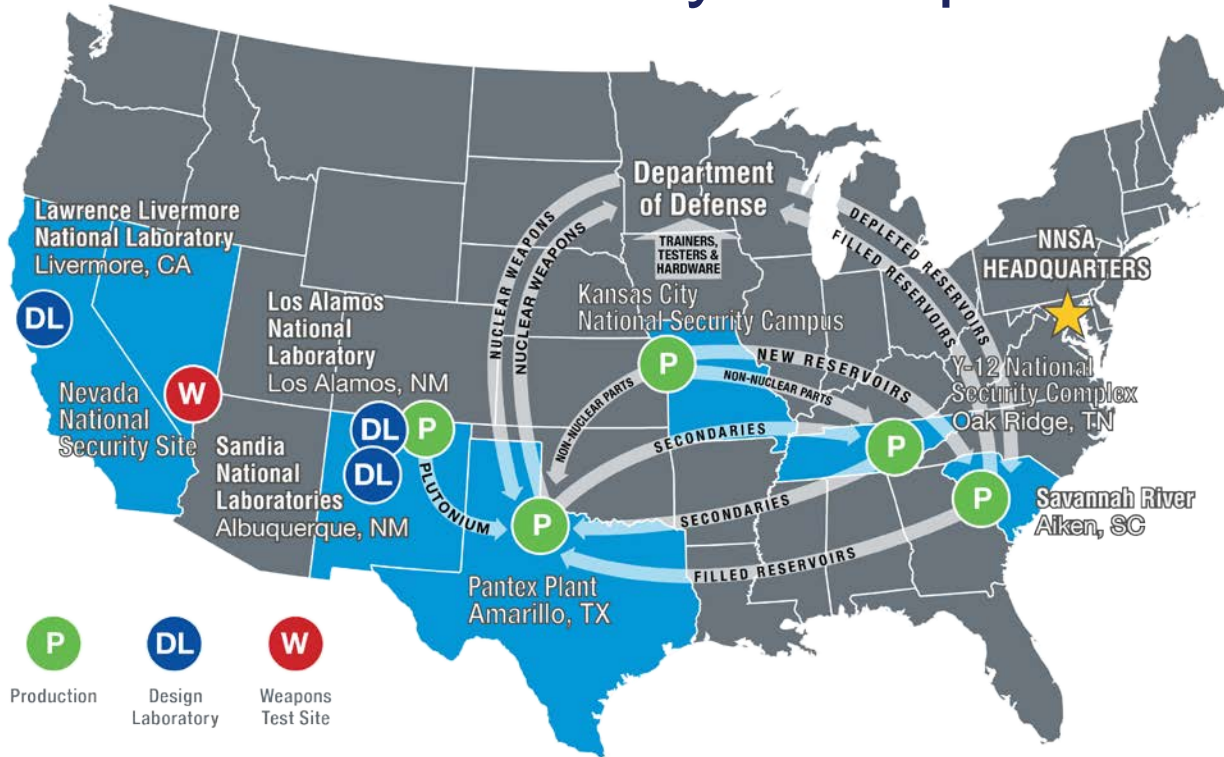 Department
of Defense
Lawrence Livermore
National Laboratory
Livermore, CA
DL
NUCLEAR WEAPONS
NUCLEAR WEAPONS
TRAINERS,
TESTERS &
HARDWARE
DEPLETED RESERVOIRS
FILLED RESERVOIRS
NNSA
HEADQUARTERS
Los Alamos
National
Laboratory
Los Alamos, NM
Kansas City
National Security Campus
P
NEW RESERVOIRS
NON-NUCLEAR PARTS
NON-NUCLEAR PARTS
Y-12 National
Security Complex
Oak Ridge, TN
W
Nevada
National
Security Site
DL
P
DL
Sandia
National
Laboratories
Albuquerque, NM
PLUTONIUM
SECONDARIES
P
SECONDARIES
P
P
Savannah River
Aiken, SC
FILLED RESERVOIRS
Pantex Plant
Amarillo, TX
P
DL
W
Production
Design
Laboratory
Weapons
Test Site